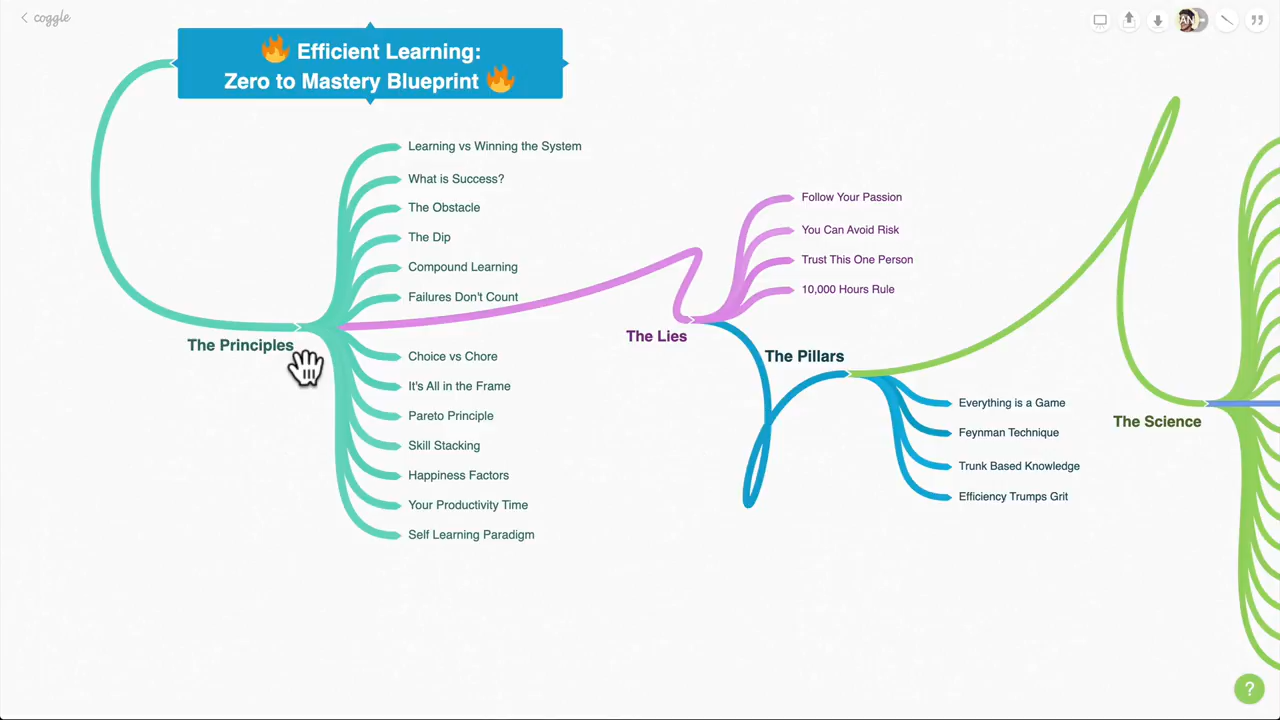 coggle
Efficient Learning:
Zero to Mastery Blueprint
The Principles
Learning vs Winning the System
What is Success?
The Obstacle
The Dip
Compound Learning
Failures Don't Count
Choice vs Chore
It's All in the Frame
Pareto Principle
Skill Stacking
Happiness Factors
Your Productivity Time
Self Learning Paradigm
The Lies
Follow Your Passion
You Can Avoid Risk
Trust This One Person
10,000 Hours Rule
The Pillars
Everything is a Game
Feynman Technique
Trunk Based Knowledge
Efficiency Trumps Grit
The Science
AN
?